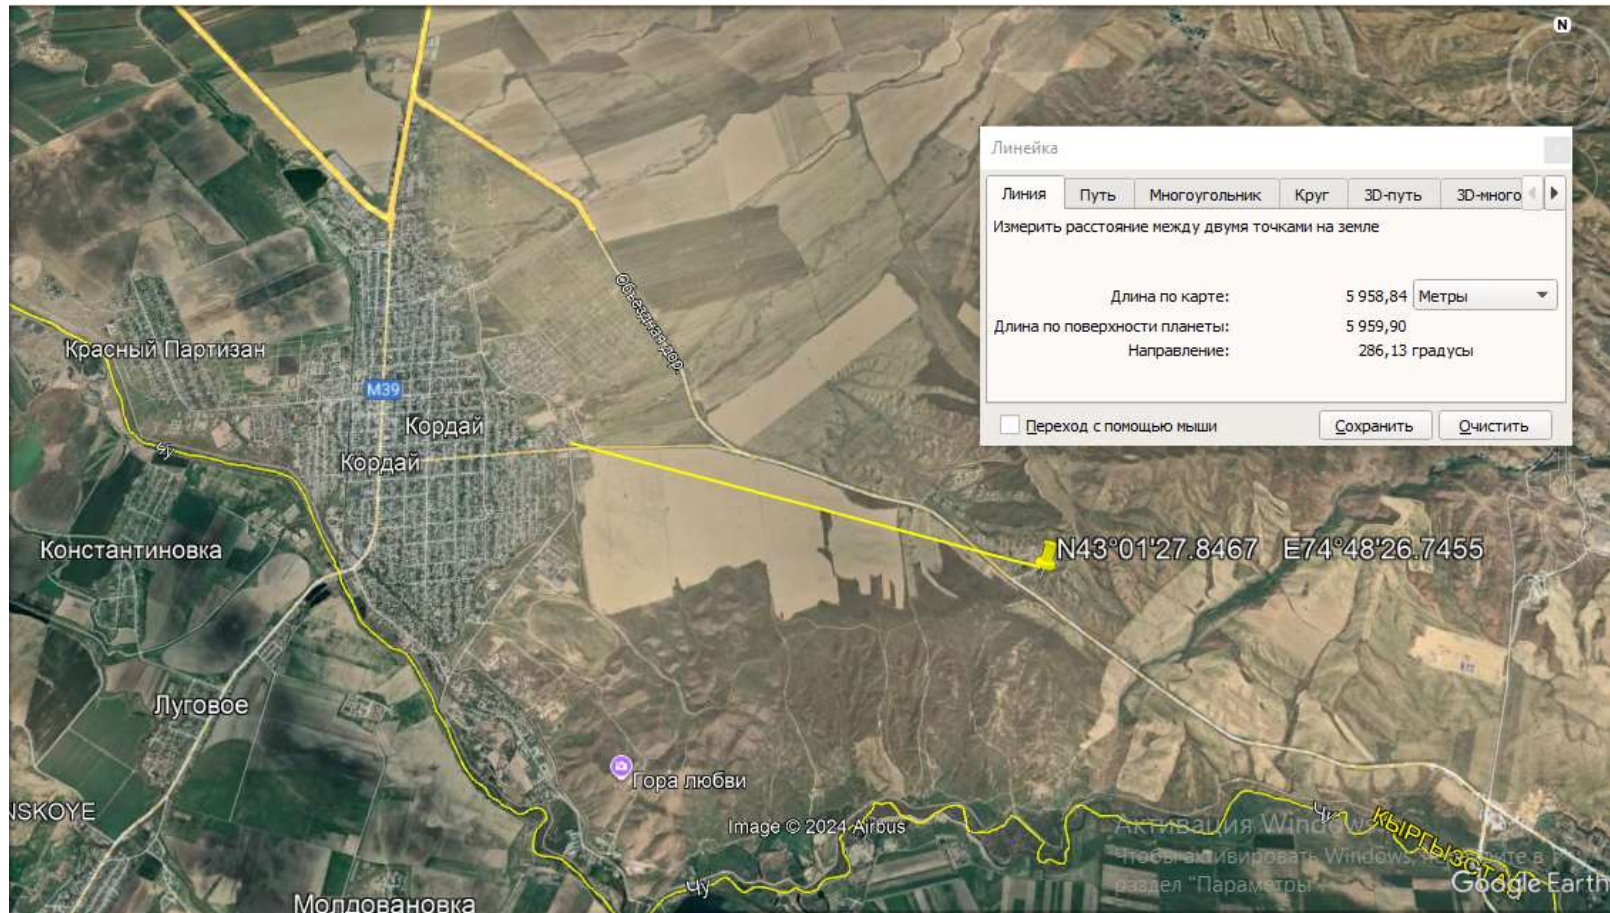 N
Линейка
Линия Путь Многоугольник Круг 3D-путь 3D-много
Измерить расстояние между двумя точками на земле
Длина по карте: 5 958,84 Метры
Длина по поверхности планеты: 5 959,90
Направление: 286,13 градусы
Переход с помощью мыши Сохранить Очистить
Объездная дор.
Красный Партизан
М39
Кордай
Кордай
Чу
Константиновка
N43°01'27.8467 E74°48'26.7455
Луговое
Гора любви
NSKOYE
Image © 2024 Airbus
Чу
КЫРГЫЗСТАН
Активация Windows
Чтобы активировать Windows,
раздел "Параметры".
Google Earth
Чу
Молдовановка